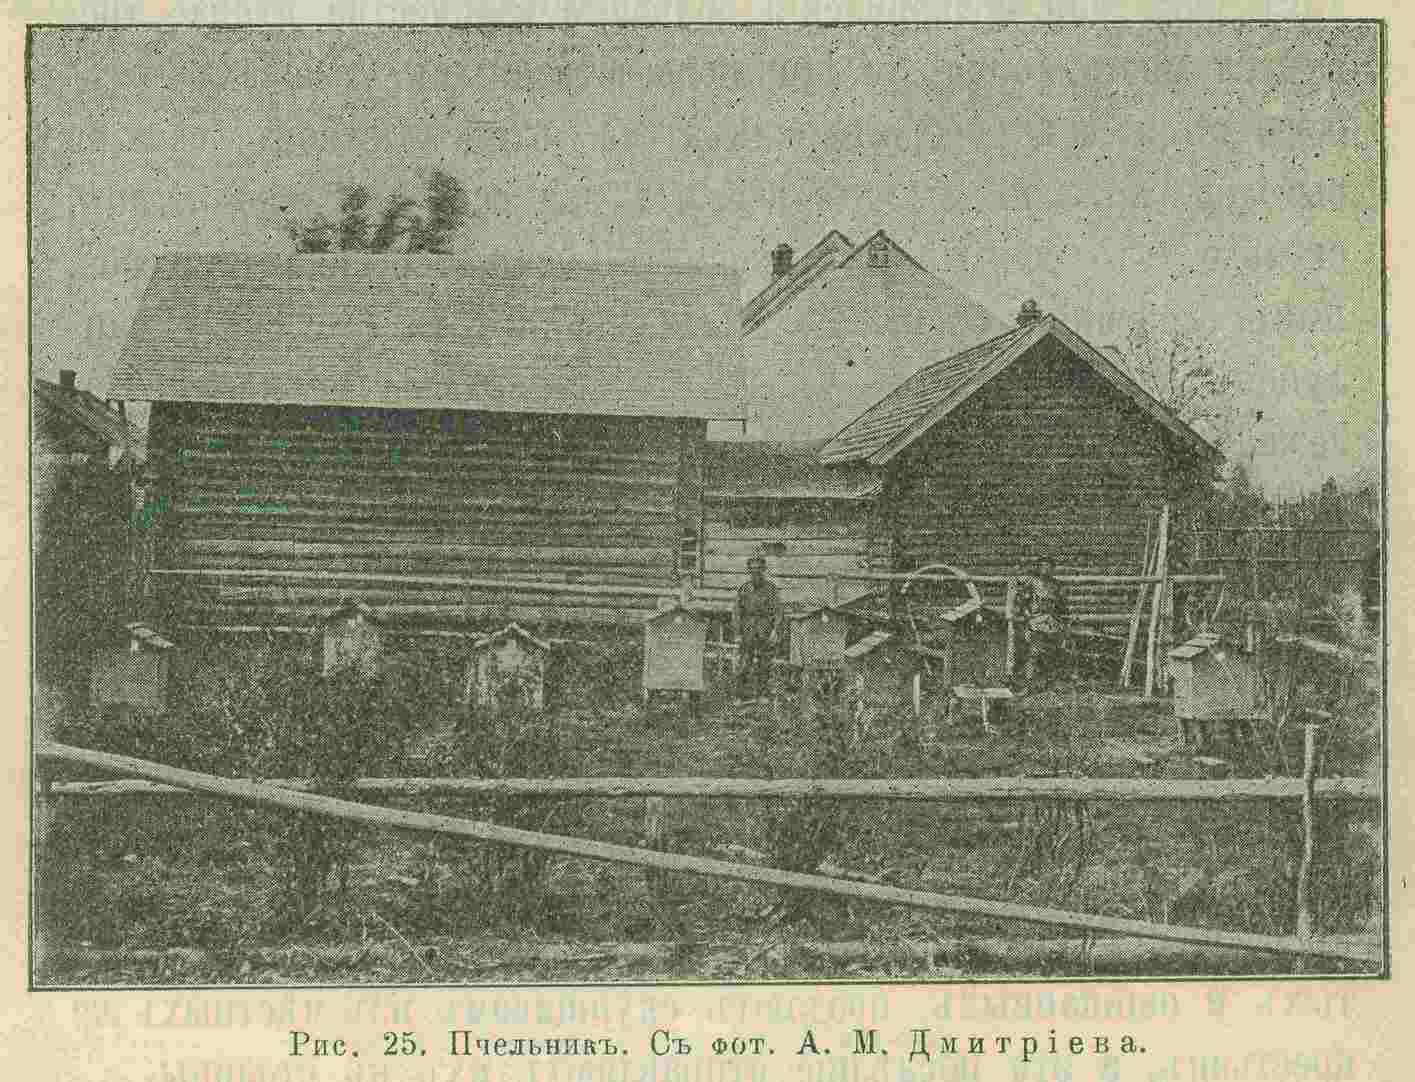 Рис. 25. Пчельникъ. Съ фот. А. М. Дмитріева.